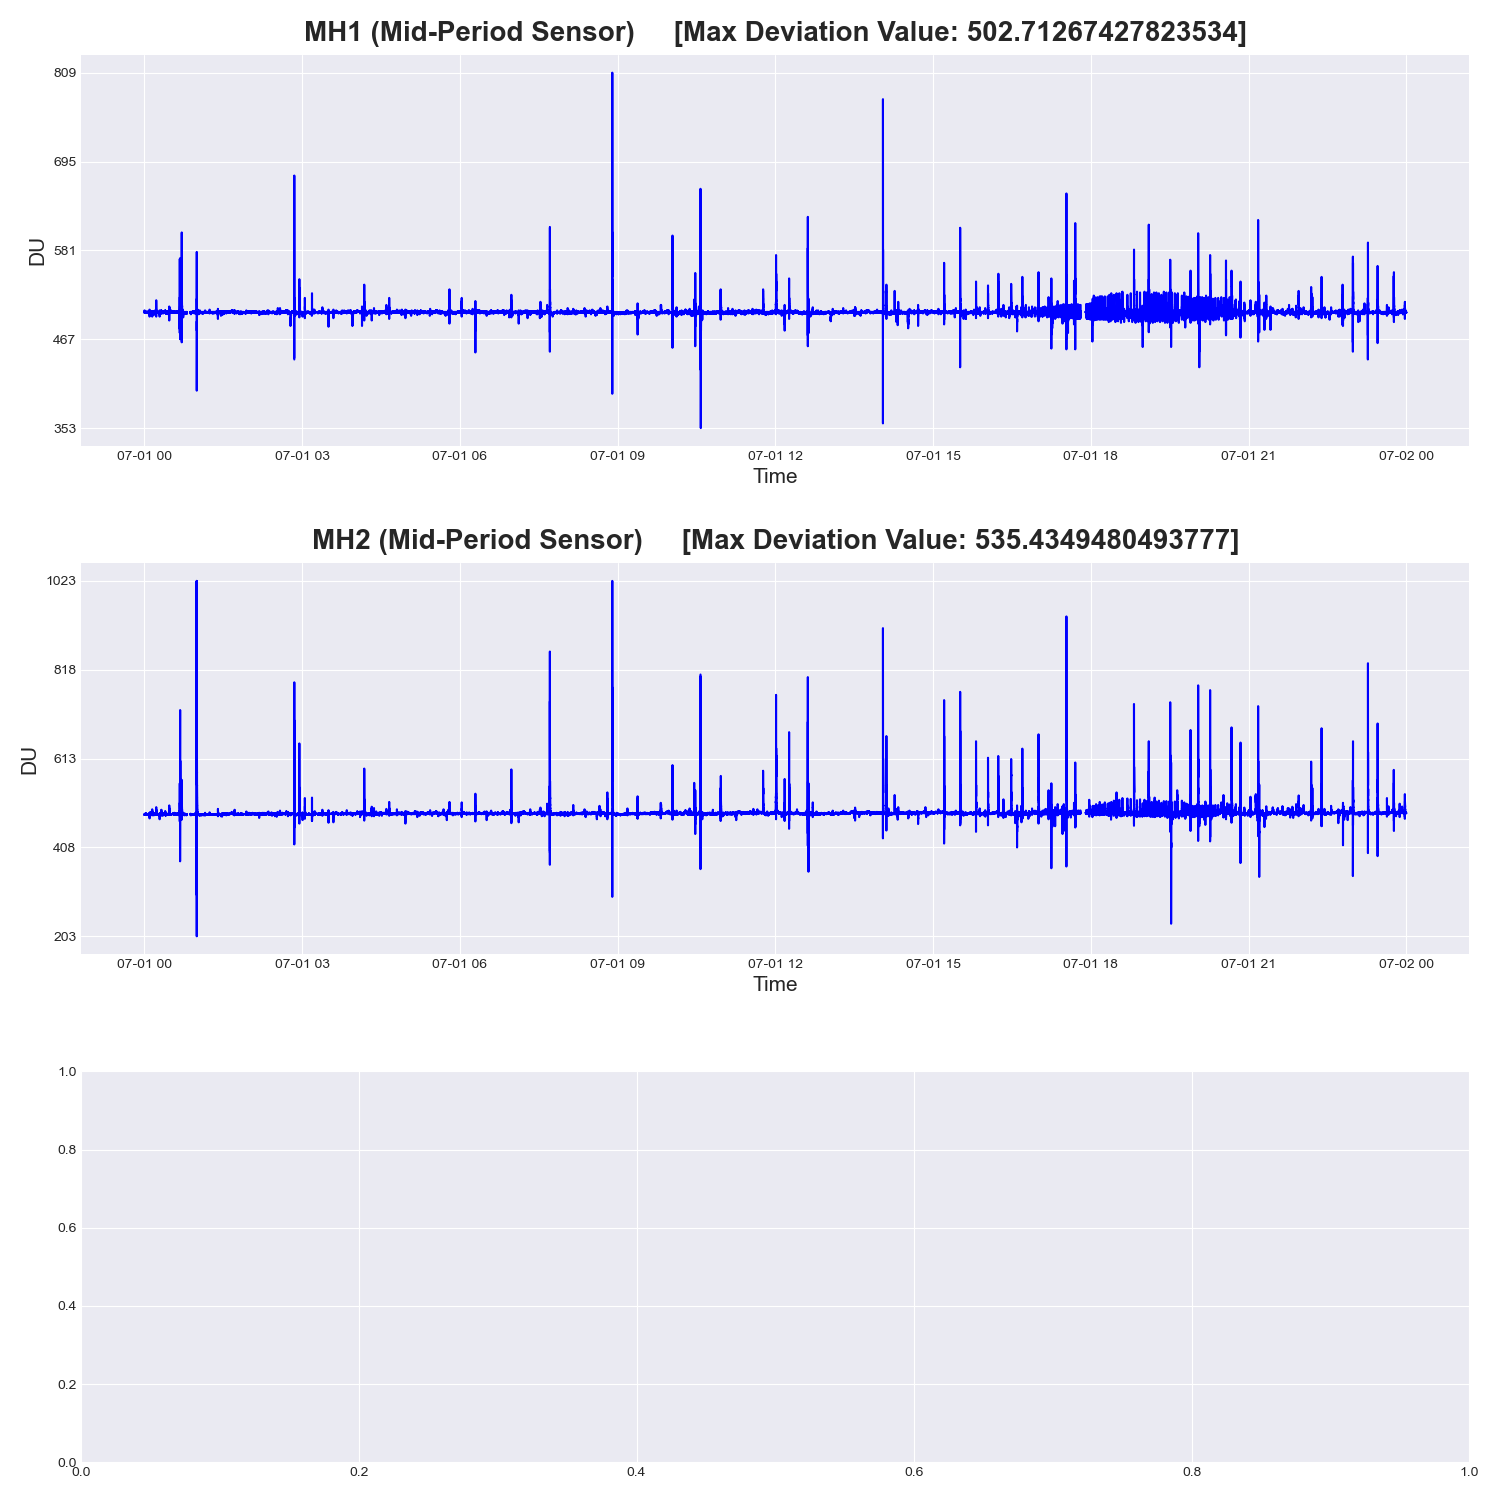 MH1 (Mid-Period Sensor) [Max Deviation Value: 502.71267427823534]
809
695
581
467
353
DU
07-01 00 07-01 03 07-01 06 07-01 09 07-01 12 07-01 15 07-01 18 07-01 21 07-02 00
Time
MH2 (Mid-Period Sensor) [Max Deviation Value: 535.4349480493777]
1023
818
613
408
203
DU
07-01 00 07-01 03 07-01 06 07-01 09 07-01 12 07-01 15 07-01 18 07-01 21 07-02 00
Time
1.0
0.8
0.6
0.4
0.2
0.0
0.0 0.2 0.4 0.6 0.8 1.0